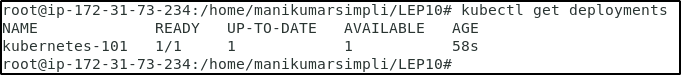 root@ip-172-31-73-234:/home/manikumarsimpli/LEP10# kubectl get deployments
NAME READY UP-TO-DATE AVAILABLE AGE
kubernetes-101 1/1 1 1 58s
root@ip-172-31-73-234:/home/manikumarsimpli/LEP10#